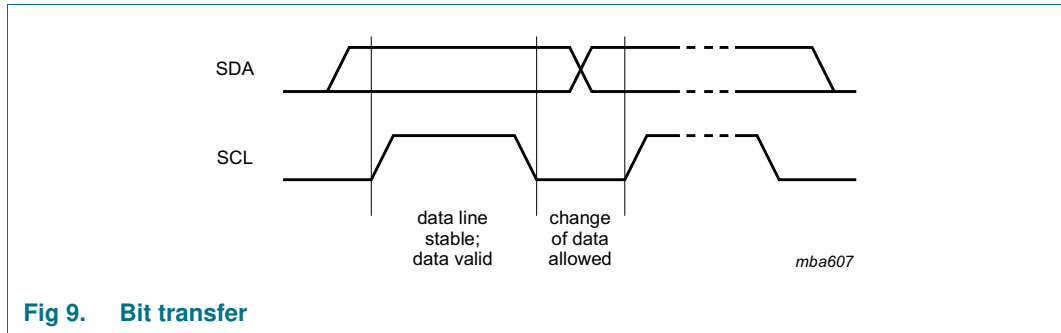 SDA
SCL
data line
stable;
data valid
change
of data
allowed
mba607
Fig 9. Bit transfer